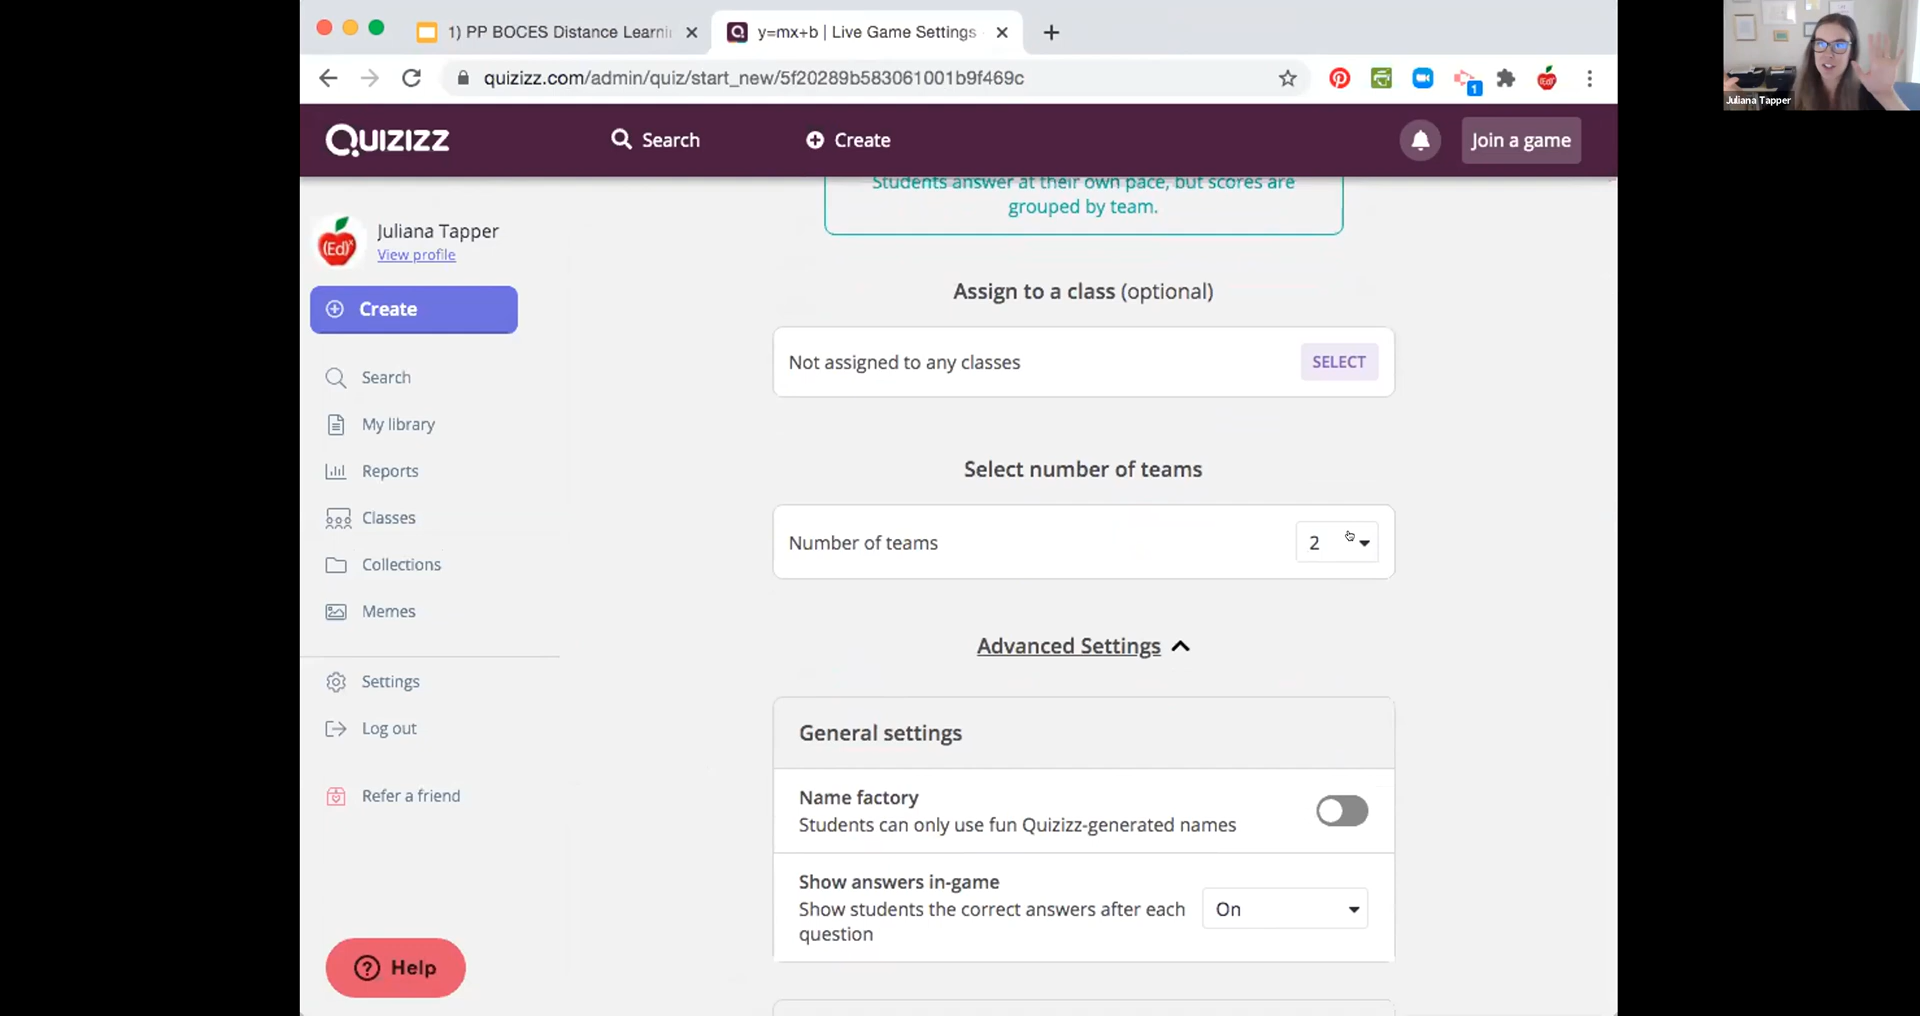 1) PP BOCES Distance Learni
y=mx+b | Live Game Settings
quizizz.com/admin/quiz/start_new/5f20289b583061001b9f469c
1
(Ed)
Juliana Tapper
Quizizz
Search
Create
Join a game
Students answer at their own pace, but scores are
grouped by team.
(Ed)x
Juliana Tapper
View profile
Create
Search
My library
Reports
Classes
Collections
Memes
Settings
Log out
Refer a friend
Help
Assign to a class (optional)
Not assigned to any classes
SELECT
Select number of teams
Number of teams
2
Advanced Settings
General settings
Name factory
Students can only use fun Quizizz-generated names
Show answers in-game
Show students the correct answers after each
question
On